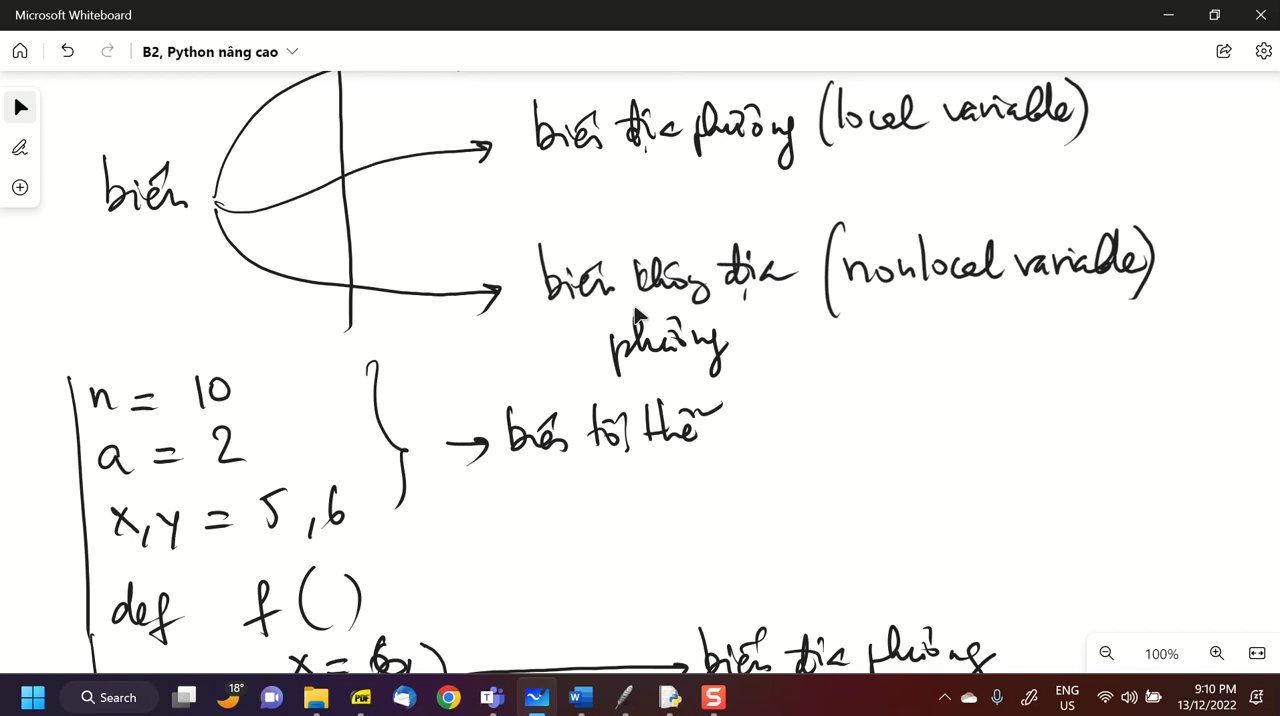 Microsoft Whiteboard
B2, Python nâng cao
biến địa phương (local variable)
biến
biến không địa (nonlocal variable)
phương
n = 10
a = 2
x, y = 5, 6
→ biến tổng thể
def f()
x =
biến địa phương
100%
Search
18°
PDF
ENG
US
9:10 PM
13/12/2022